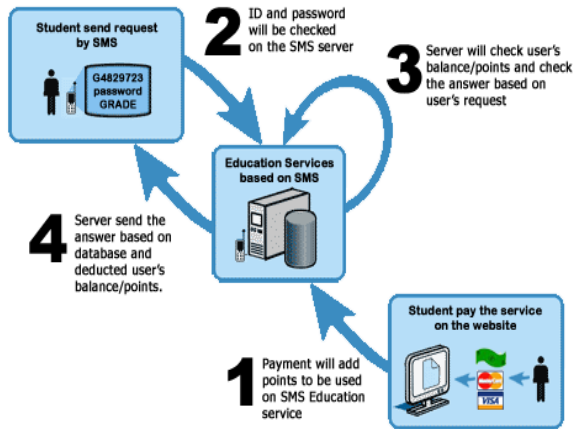 Student send request
by SMS
G4829723
password
GRADE
2
ID and password
will be checked
on the SMS server
3
Server will check user's
balance/points and check
the answer based on
user's request
Education Services
based on SMS
4
Server send the
answer based on
database and
deducted user's
balance/points.
Student pay the service
on the website
MasterCard
VISA
1
Payment will add
points to be used
on SMS Education
service